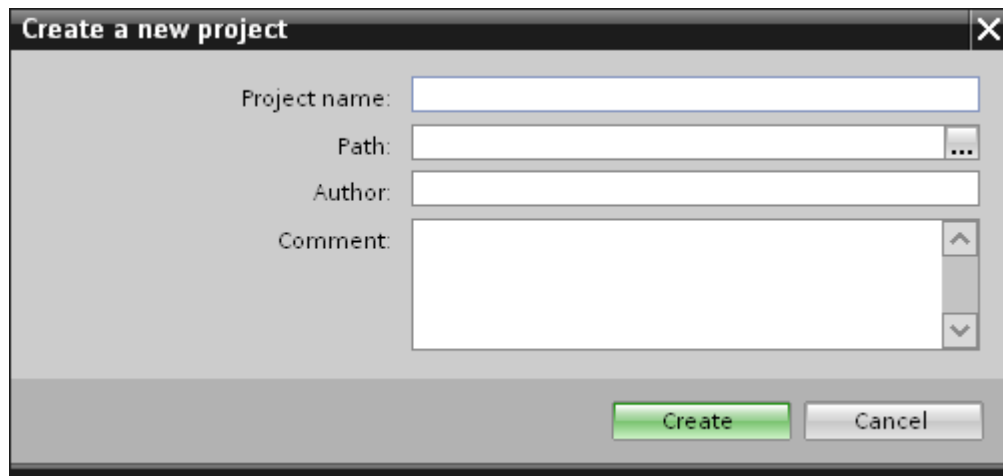 Create a new project
Project name:
Path:
...
Author:
Comment:
Create
Cancel